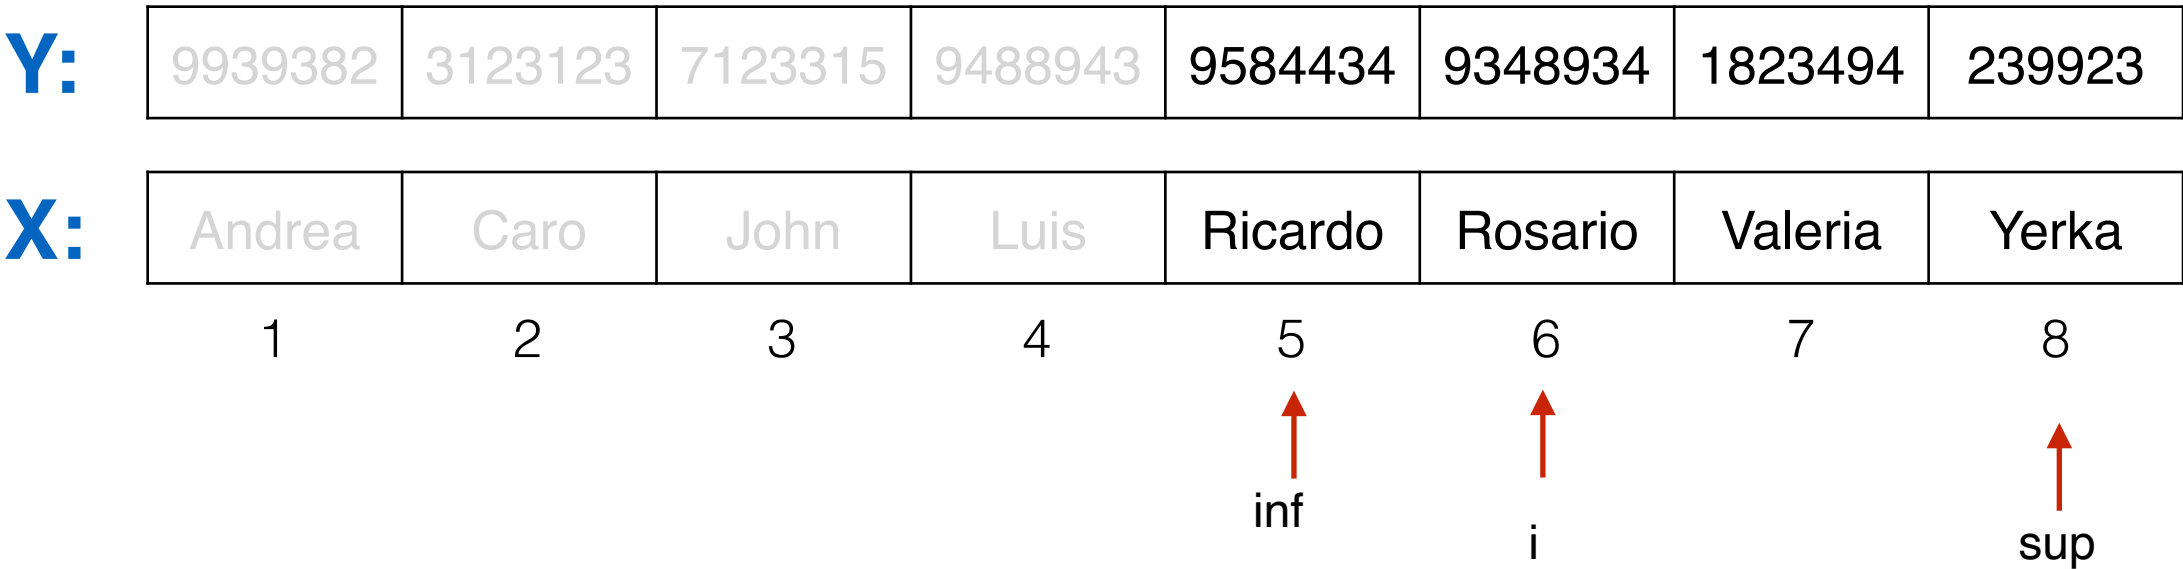 Y: 9939382 3123123 7123315 9488943 9584434 9348934 1823494 239923
X: Andrea Caro John Luis Ricardo Rosario Valeria Yerka
1 2 3 4 5 6 7 8
inf
i
sup